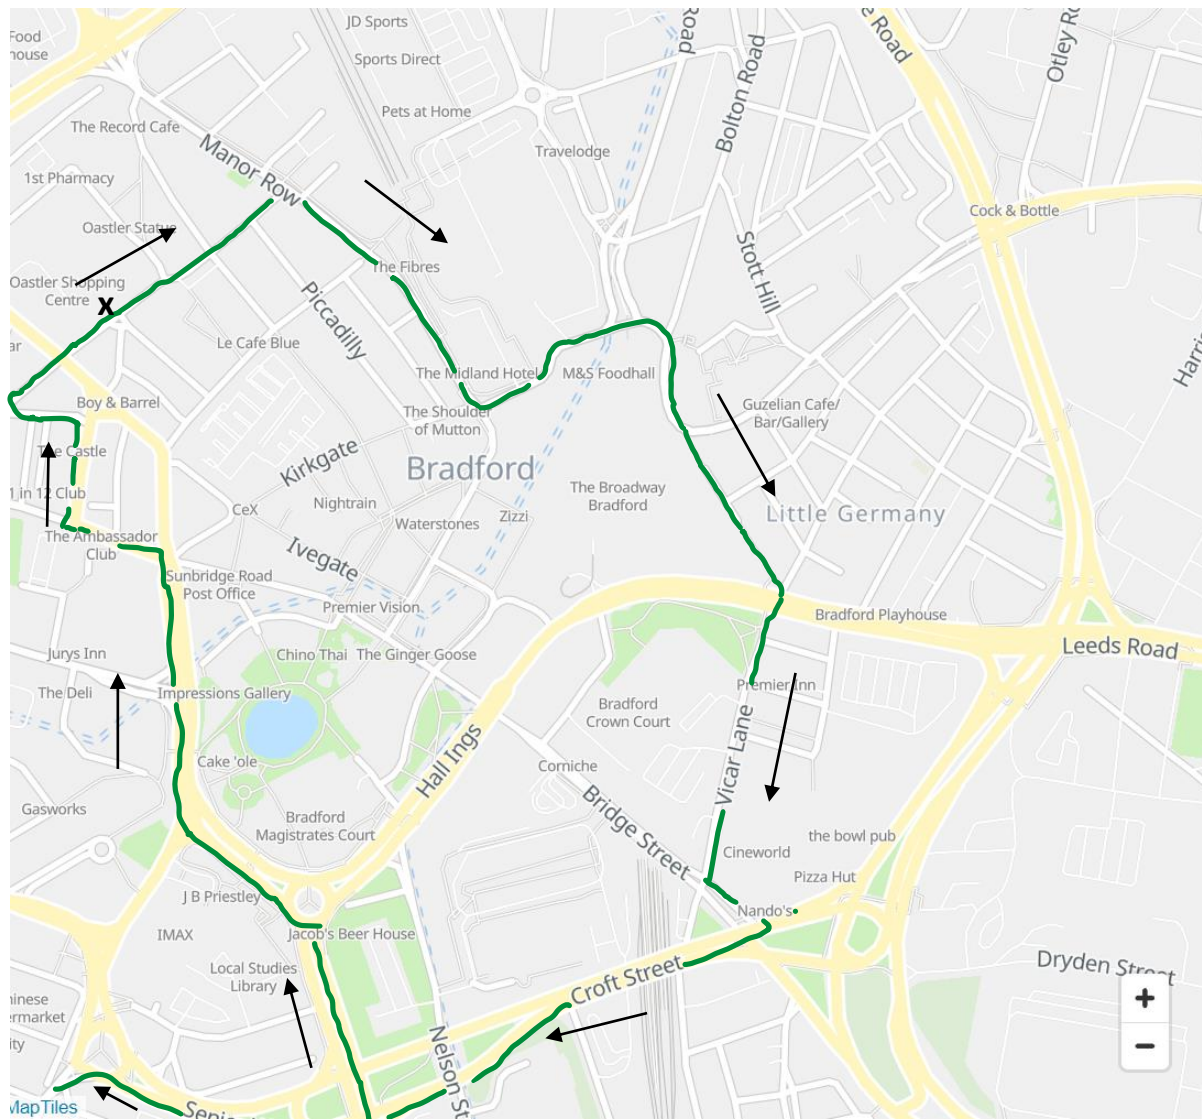 JD Sports
Food
house
e Road
Otley Ro
Road
Sports Direct
Bolton Road
Pets at Home
The Record Cafe
Manor Row
Travelodge
1st Pharmacy
Cock & Bottle
Oastler Statue
Stott Hill
The Fibres
Oastler Shopping
Centre
X
Piccadilly
Harri
ar
Le Cafe Blue
The Midland Hotel
M&S Foodhall
Boy & Barrel
The Shoulder
of Mutton
Guzelian Cafe/
Bar/Gallery
The Castle
Kirkgate
Bradford
1 in 12 Club
Nightrain
The Broadway
Bradford
CeX
Waterstones
Zizzi
Little Germany
The Ambassador
Club
Ivegate
Sunbridge Road
Post Office
Premier Vision
Bradford Playhouse
Leeds Road
Jurys Inn
Chino Thai
The Ginger Goose
The Deli
Impressions Gallery
Premier Inn
Bradford
Crown Court
Hall Ings
Vicar Lane
Cake 'ole
Corniche
Gasworks
Bradford
Magistrates Court
Bridge Street
the bowl pub
Cineworld
Pizza Hut
J B Priestley
Nando's
IMAX
Jacob's Beer House
Local Studies
Library
Croft Street
Dryden Street
hinese
ermarket
ity
+
−
Nelson St
MapTiles